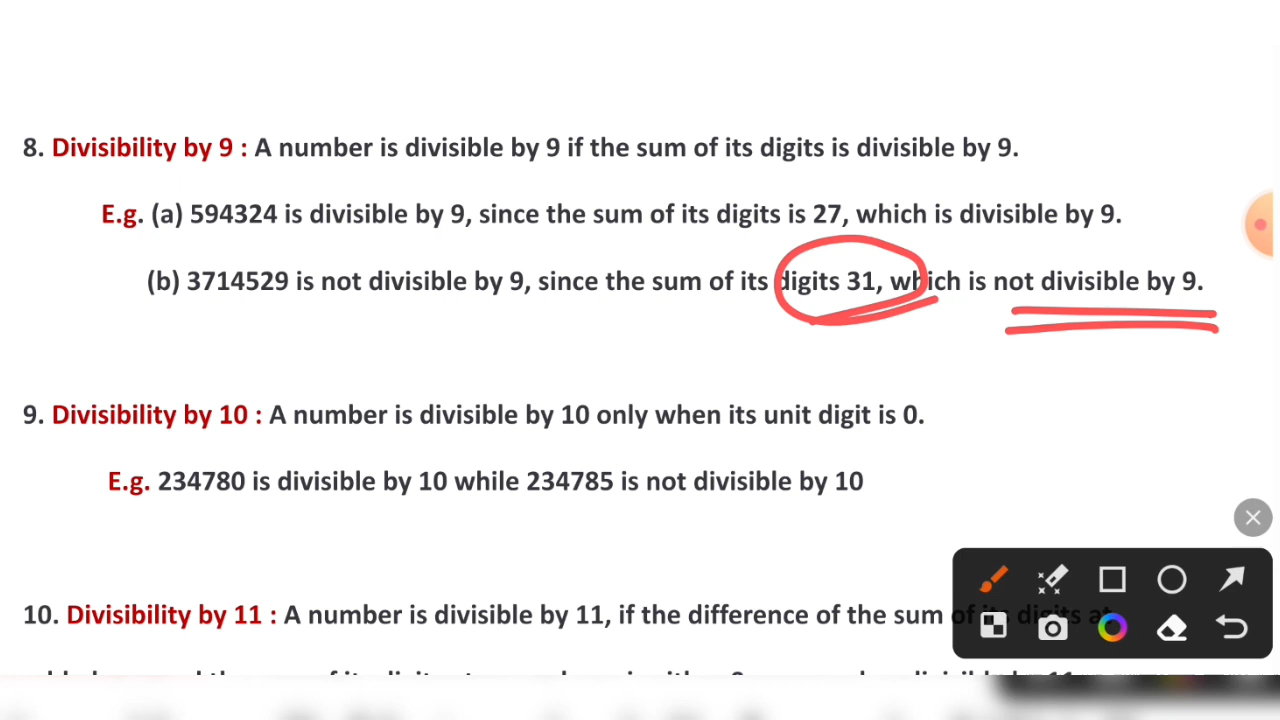 8. Divisibility by 9 : A number is divisible by 9 if the sum of its digits is divisible by 9.
E.g. (a) 594324 is divisible by 9, since the sum of its digits is 27, which is divisible by 9.
(b) 3714529 is not divisible by 9, since the sum of its digits 31, which is not divisible by 9.
9. Divisibility by 10 : A number is divisible by 10 only when its unit digit is 0.
E.g. 234780 is divisible by 10 while 234785 is not divisible by 10
10. Divisibility by 11 : A number is divisible by 11, if the difference of the sum of its digits at